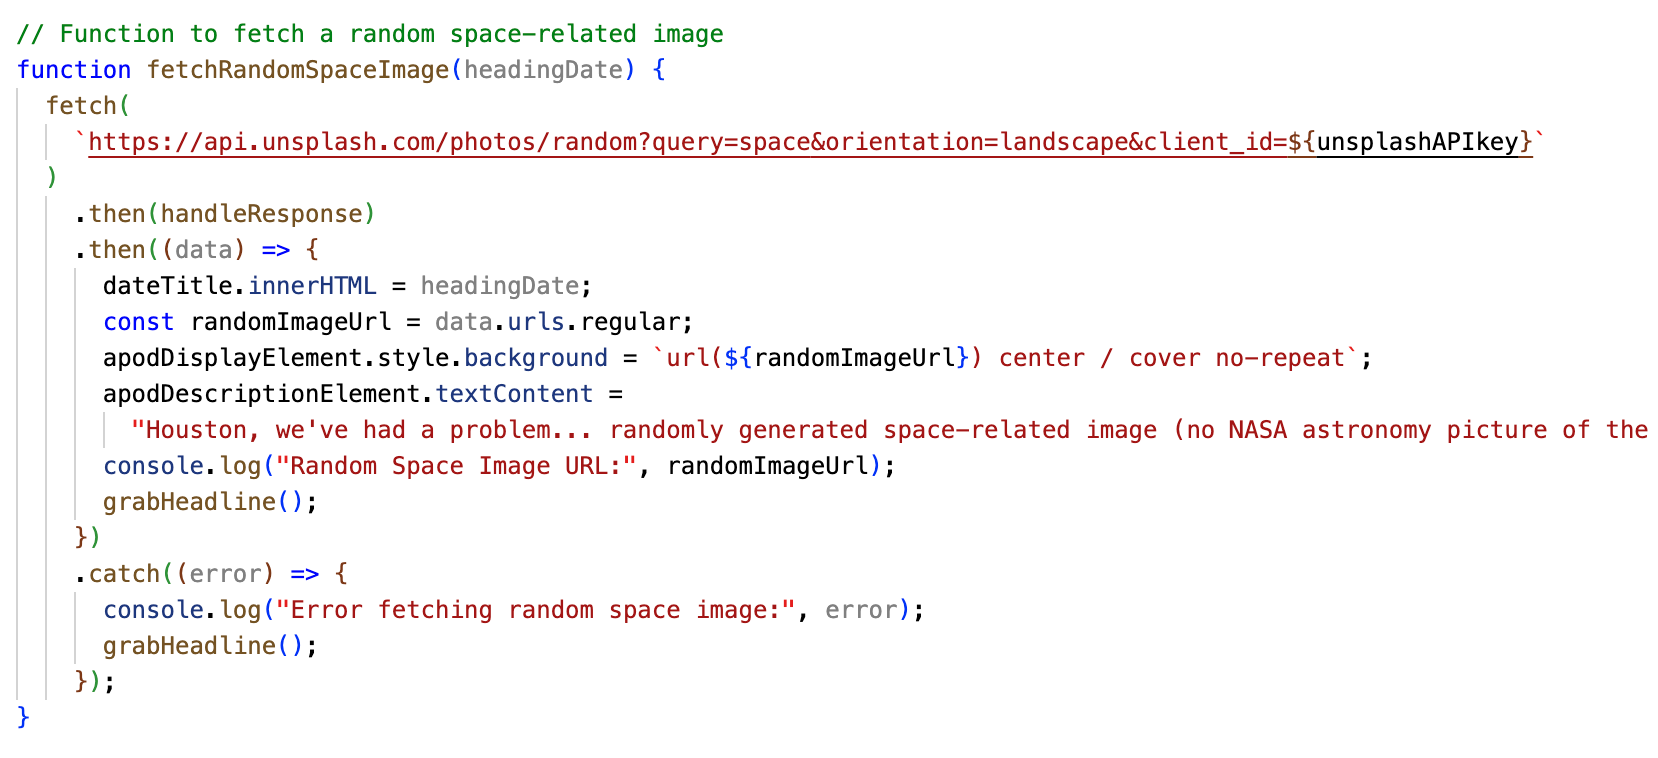 // Function to fetch a random space-related image
function fetchRandomSpaceImage(headingDate) {
  fetch(
    `https://api.unsplash.com/photos/random?query=space&orientation=landscape&client_id=${unsplashAPIkey}`
  )
    .then(handleResponse)
    .then((data) => {
      dateTitle.innerHTML = headingDate;
      const randomImageUrl = data.urls.regular;
      apodDisplayElement.style.background = `url(${randomImageUrl}) center / cover no-repeat`;
      apodDescriptionElement.textContent =
        "Houston, we've had a problem... randomly generated space-related image (no NASA astronomy picture of the
      console.log("Random Space Image URL:", randomImageUrl);
      grabHeadline();
    })
    .catch((error) => {
      console.log("Error fetching random space image:", error);
      grabHeadline();
    });
}